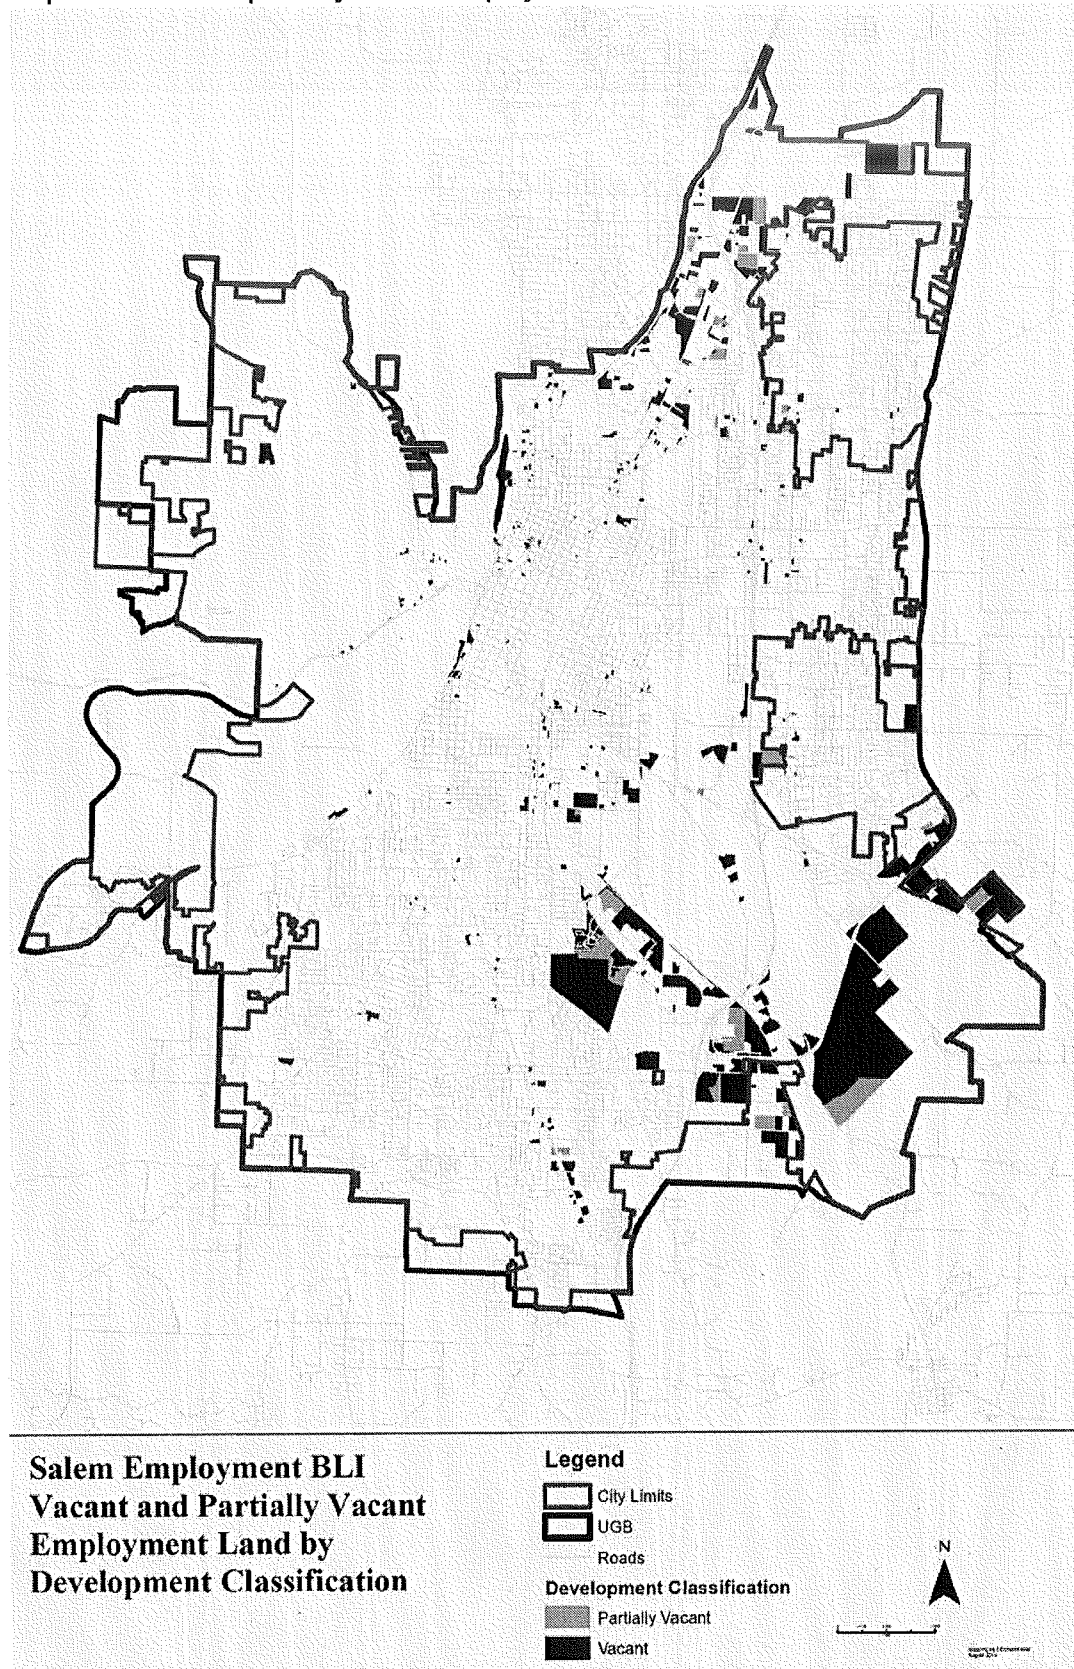 A
Salem Employment BLI
Vacant and Partially Vacant
Employment Land by
Development Classification
Legend
City Limits
UGB
Roads
Development Classification
Partially Vacant
Vacant
N